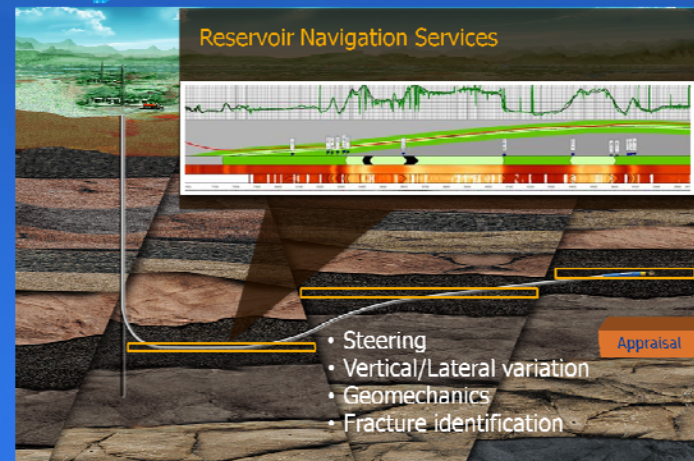 Reservoir Navigation Services
• Steering
• Vertical/Lateral variation
• Geomechanics
• Fracture identification
Appraisal